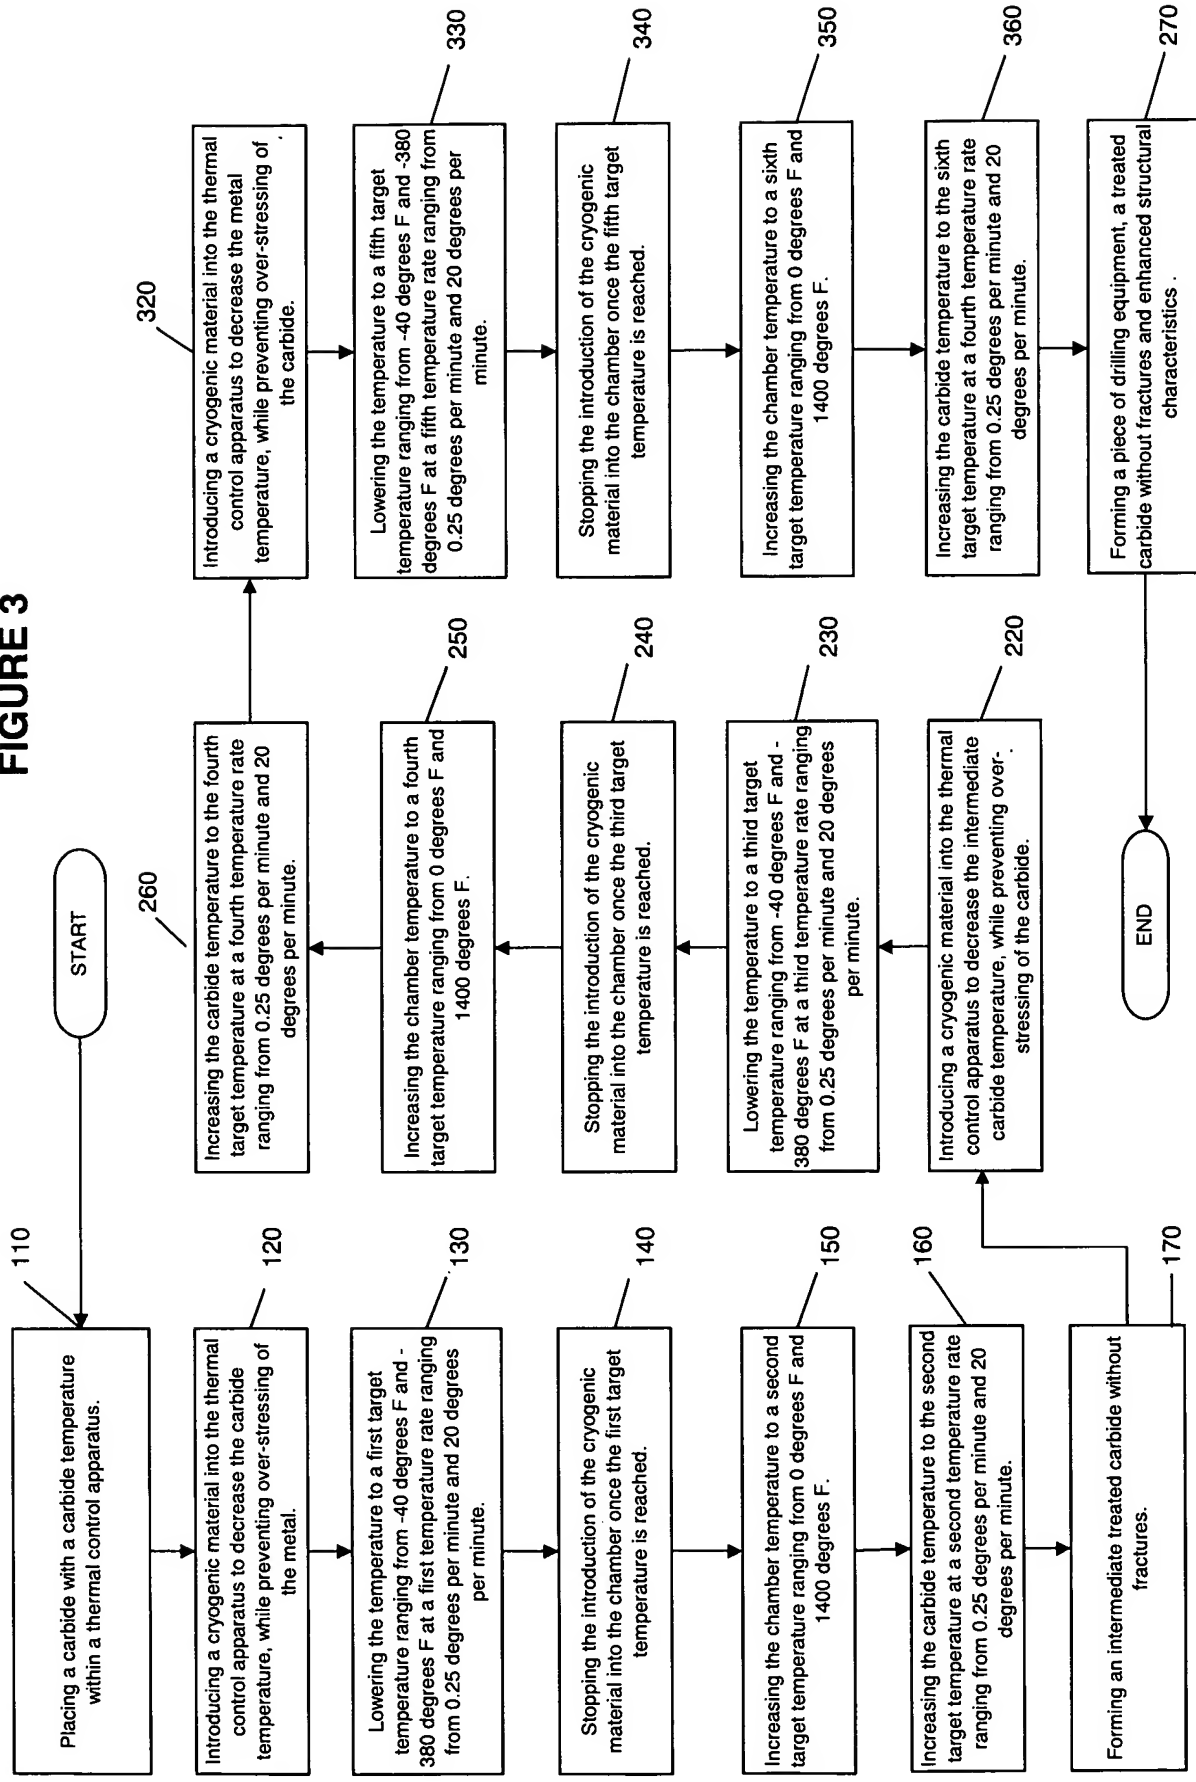 FIGURE 3
START
110
Placing a carbide with a carbide temperature
within a thermal control apparatus.
120
Introducing a cryogenic material into the thermal
control apparatus to decrease the carbide
temperature, while preventing over-stressing of
the metal.
130
Lowering the temperature to a first target
temperature ranging from -40 degrees F and -
380 degrees F at a first temperature rate ranging
from 0.25 degrees per minute and 20 degrees
per minute.
140
Stopping the introduction of the cryogenic
material into the chamber once the first target
temperature is reached.
150
Increasing the chamber temperature to a second
target temperature ranging from 0 degrees F and
1400 degrees F.
160
Increasing the carbide temperature to the second
target temperature at a second temperature rate
ranging from 0.25 degrees per minute and 20
degrees per minute.
170
Forming an intermediate treated carbide without
fractures.
220
Introducing a cryogenic material into the thermal
control apparatus to decrease the intermediate
carbide temperature, while preventing over-
stressing of the carbide.
230
Lowering the temperature to a third target
temperature ranging from -40 degrees F and -
380 degrees F at a third temperature rate ranging
from 0.25 degrees per minute and 20 degrees
per minute.
240
Stopping the introduction of the cryogenic
material into the chamber once the third target
temperature is reached.
250
Increasing the chamber temperature to a fourth
target temperature ranging from 0 degrees F and
1400 degrees F.
260
Increasing the carbide temperature to the fourth
target temperature at a fourth temperature rate
ranging from 0.25 degrees per minute and 20
degrees per minute.
320
Introducing a cryogenic material into the thermal
control apparatus to decrease the metal
temperature, while preventing over-stressing of
the carbide.
330
Lowering the temperature to a fifth target
temperature ranging from -40 degrees F and -380
degrees F at a fifth temperature rate ranging from
0.25 degrees per minute and 20 degrees per
minute.
340
Stopping the introduction of the cryogenic
material into the chamber once the fifth target
temperature is reached.
350
Increasing the chamber temperature to a sixth
target temperature ranging from 0 degrees F and
1400 degrees F.
360
Increasing the carbide temperature to the sixth
target temperature at a fourth temperature rate
ranging from 0.25 degrees per minute and 20
degrees per minute.
270
Forming a piece of drilling equipment, a treated
carbide without fractures and enhanced structural
characteristics.
END